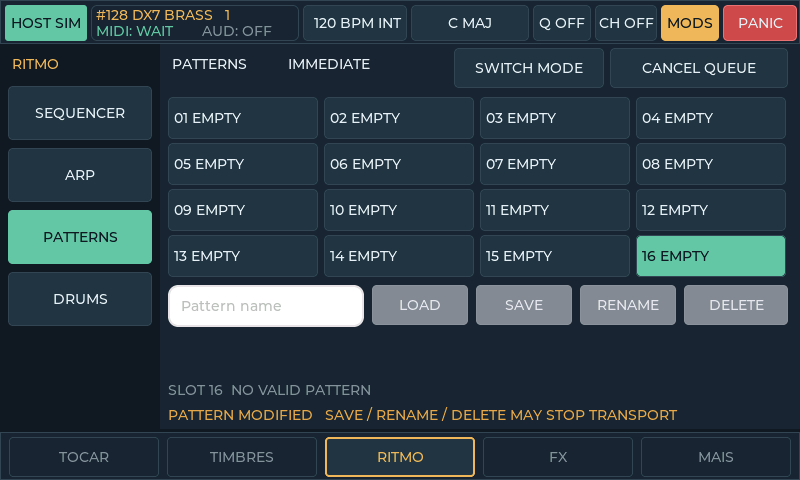 HOST SIM
#128 DX7 BRASS   1
MIDI: WAIT   AUD: OFF
120 BPM INT
C MAJ
Q OFF
CH OFF
MODS
PANIC
RITMO
SEQUENCER
ARP
PATTERNS
DRUMS
PATTERNS   IMMEDIATE
SWITCH MODE
CANCEL QUEUE
01 EMPTY
02 EMPTY
03 EMPTY
04 EMPTY
05 EMPTY
06 EMPTY
07 EMPTY
08 EMPTY
09 EMPTY
10 EMPTY
11 EMPTY
12 EMPTY
13 EMPTY
14 EMPTY
15 EMPTY
16 EMPTY
Pattern name
LOAD
SAVE
RENAME
DELETE
SLOT 16  NO VALID PATTERN
PATTERN MODIFIED   SAVE / RENAME / DELETE MAY STOP TRANSPORT
TOCAR
TIMBRES
RITMO
FX
MAIS